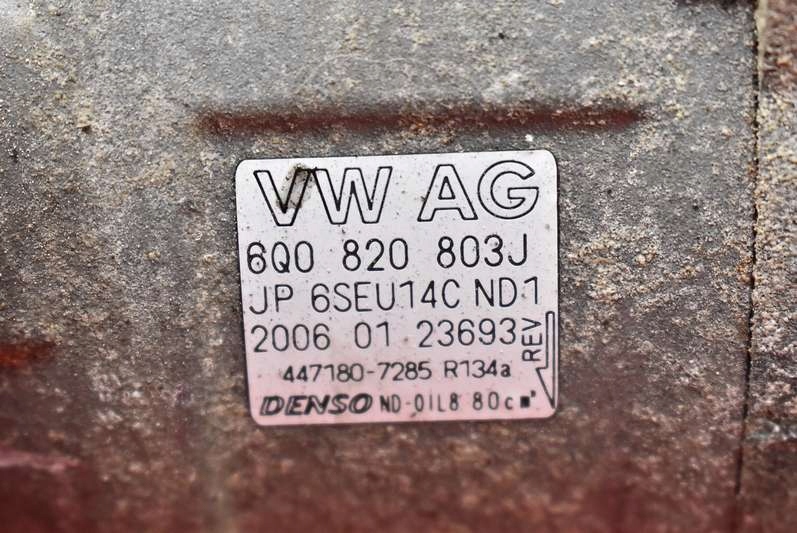 VW AG
6Q0 820 803J
JP 6SEU14C ND1
2006 01 23693
REV
447180-7285 R134a
DENSO ND-OIL8 80c㎥